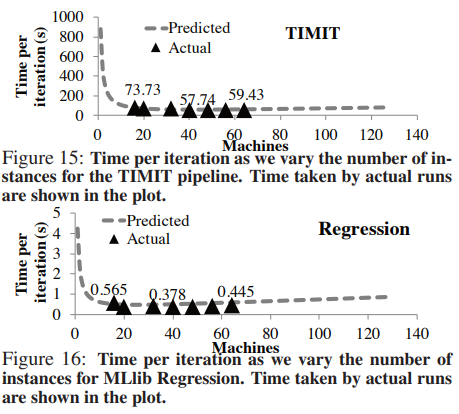 1000
800
600
400
200
0
Time per
iteration(s)
Predicted
Actual
TIMIT
73.73
57.74
59.43
0 20 40 60 80 100 120 140
Machines
Figure 15: Time per iteration as we vary the number of in-
stances for the TIMIT pipeline. Time taken by actual runs
are shown in the plot.
5
4
3
2
1
0
Time per
iteration(s)
Predicted
Actual
Regression
0.565
0.378
0.445
0 20 40 60 80 100 120 140
Machines
Figure 16: Time per iteration as we vary the number of
instances for MLlib Regression. Time taken by actual runs
are shown in the plot.